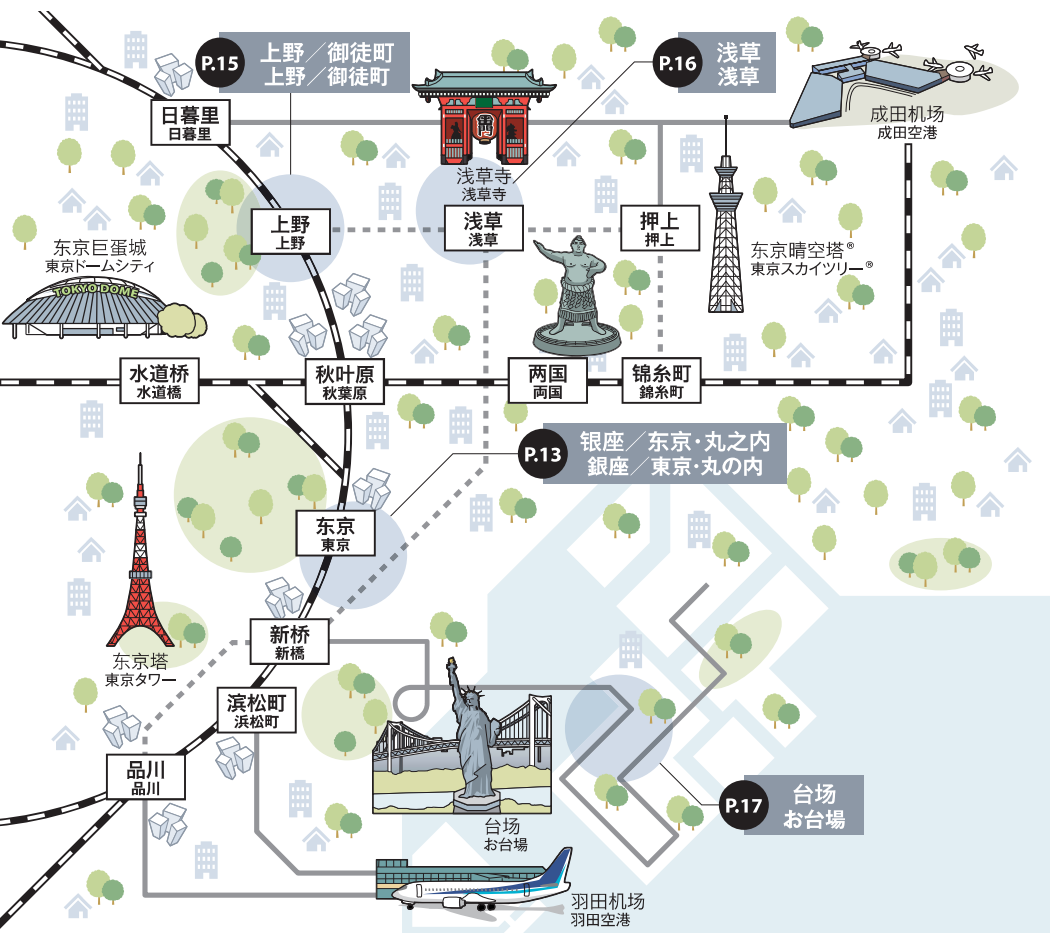 P.15
上野／御徒町
上野／御徒町
P.16
浅草
浅草
日暮里
日暮里
成田机场
成田空港
浅草寺
浅草寺
上野
上野
浅草
浅草
押上
押上
东京巨蛋城
東京ドームシティ
TOKYO DOME
东京晴空塔®
東京スカイツリー®
水道桥
水道橋
秋叶原
秋葉原
两国
両国
锦糸町
錦糸町
P.13
银座／东京・丸之内
銀座／東京・丸の内
东京
東京
新桥
新橋
东京塔
東京タワー
浜松町
浜松町
品川
品川
P.17
台场
お台場
台场
お台場
羽田机场
羽田空港